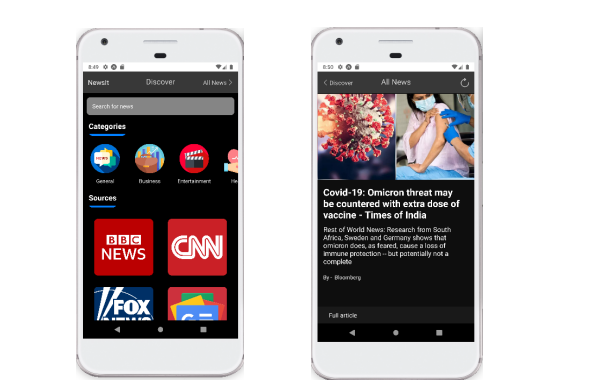 8:49
NewsIt
Discover
All News >
Search for news
Categories
NEWS
General
Business
Entertainment
He
Sources
BBC
NEWS
CNN
FOX
NEWS
GE
8:50
< Discover
All News
Covid-19: Omicron threat may
be countered with extra dose of
vaccine - Times of India
Rest of World News: Research from South
Africa, Sweden and Germany shows that
omicron does, as feared, cause a loss of
immune protection -- but potentially not a
complete
By - Bloomberg
Full article